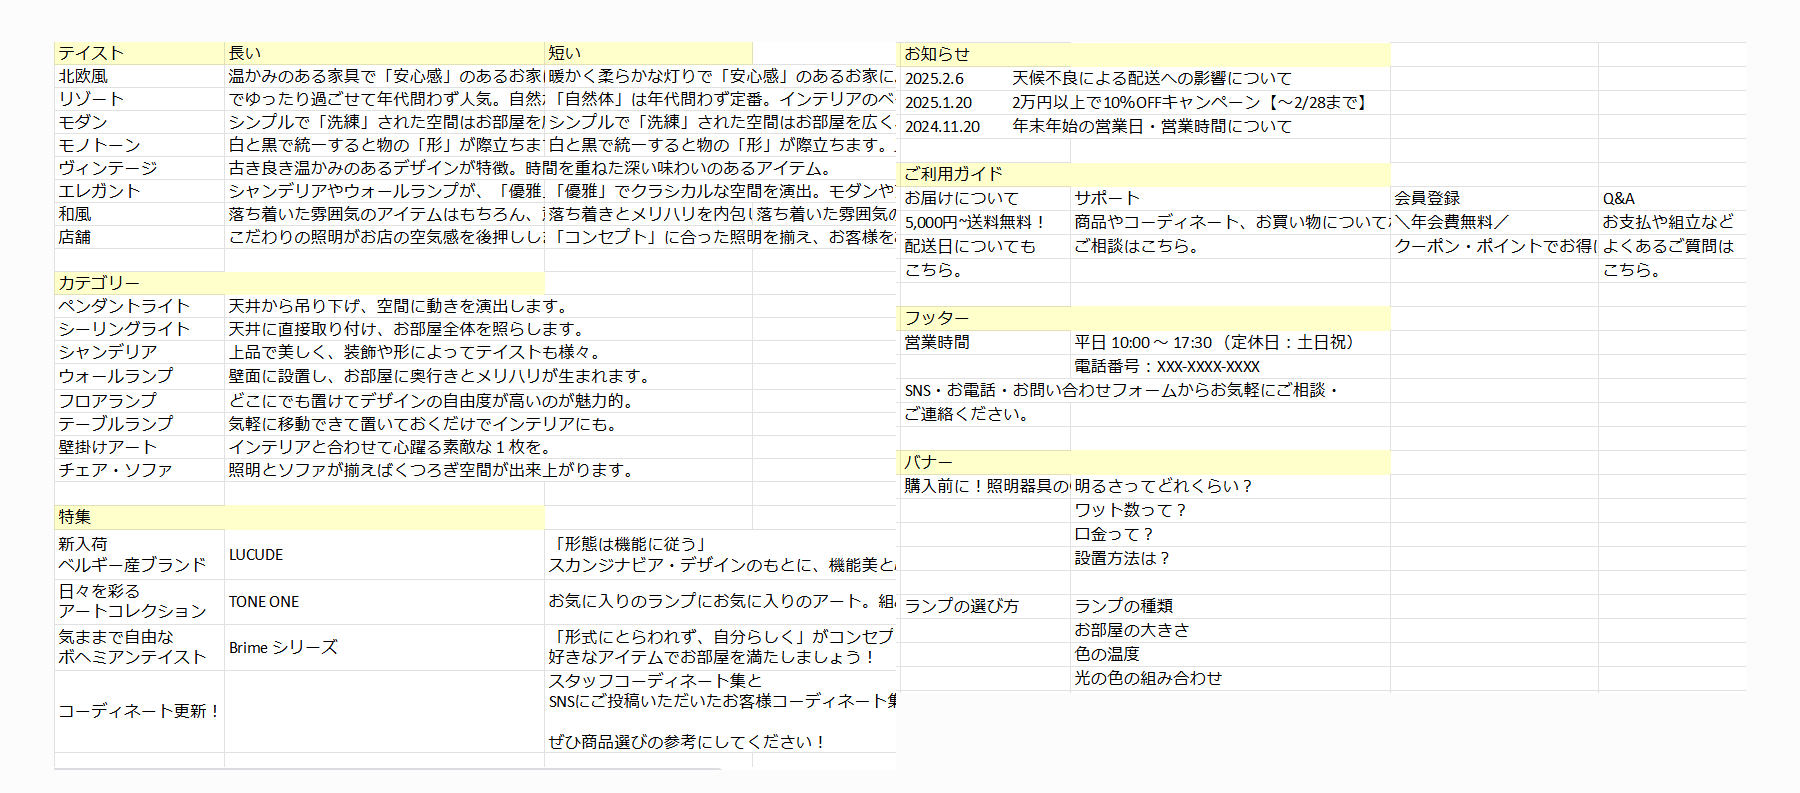 テイスト 長い 短い
北欧風 温かみのある家具で「安心感」のあるお家 暖かく柔らかな灯りで「安心感」のあるお家に
リゾート でゆったり過ごせて年代問わず人気。自然 「自然体」は年代問わず定番。インテリアのベ
モダン シンプルで「洗練」された空間はお部屋を シンプルで「洗練」された空間はお部屋を広く
モノトーン 白と黒で統一すると物の「形」が際立ちま 白と黒で統一すると物の「形」が際立ちます。
ヴィンテージ 古き良き温かみのあるデザインが特徴。時間を重ねた深い味わいのあるアイテム。
エレガント シャンデリアやウォールランプが、「優雅 「優雅」でクラシカルな空間を演出。モダンや
和風 落ち着いた雰囲気のアイテムはもちろん、 落ち着きとメリハリを内包し 落ち着いた雰囲気の
店舗 こだわりの照明がお店の空気感を後押しし 「コンセプト」に合った照明を揃え、お客様を
カテゴリー
ペンダントライト 天井から吊り下げ、空間に動きを演出します。
シーリングライト 天井に直接取り付け、お部屋全体を照らします。
シャンデリア 上品で美しく、装飾や形によってテイストも様々。
ウォールランプ 壁面に設置し、お部屋に奥行きとメリハリが生まれます。
フロアランプ どこにでも置けてデザインの自由度が高いのが魅力的。
テーブルランプ 気軽に移動できて置いておくだけでインテリアにも。
壁掛けアート インテリアと合わせて心躍る素敵な１枚を。
チェア・ソファ 照明とソファが揃えばくつろぎ空間が出来上がります。
特集
新入荷
ベルギー産ブランド
LUCUDE
「形態は機能に従う」
スカンジナビア・デザインのもとに、機能美と
日々を彩る
アートコレクション
TONE ONE
お気に入りのランプにお気に入りのアート。組
気ままで自由な
ボヘミアンテイスト
Brime シリーズ
「形式にとらわれず、自分らしく」がコンセプ
好きなアイテムでお部屋を満たしましょう！
コーディネート更新！
スタッフコーディネート集と
SNSにご投稿いただいたお客様コーディネート集
ぜひ商品選びの参考にしてください！
お知らせ
2025.2.6 天候不良による配送への影響について
2025.1.20 2万円以上で10%OFFキャンペーン【～2/28まで】
2024.11.20 年末年始の営業日・営業時間について
ご利用ガイド
お届けについて サポート 会員登録 Q&A
5,000円~送料無料！ 商品やコーディネート、お買い物について ＼年会費無料／ お支払や組立など
配送日についても ご相談はこちら。 クーポン・ポイントでお得に よくあるご質問は
こちら。 こちら。
フッター
営業時間 平日 10:00 ～ 17:30 （定休日：土日祝）
電話番号：XXX-XXXX-XXXX
SNS・お電話・お問い合わせフォームからお気軽にご相談・
ご連絡ください。
バナー
購入前に！照明器具の 明るさってどれくらい？
ワット数って？
口金って？
設置方法は？
ランプの選び方 ランプの種類
お部屋の大きさ
色の温度
光の色の組み合わせ